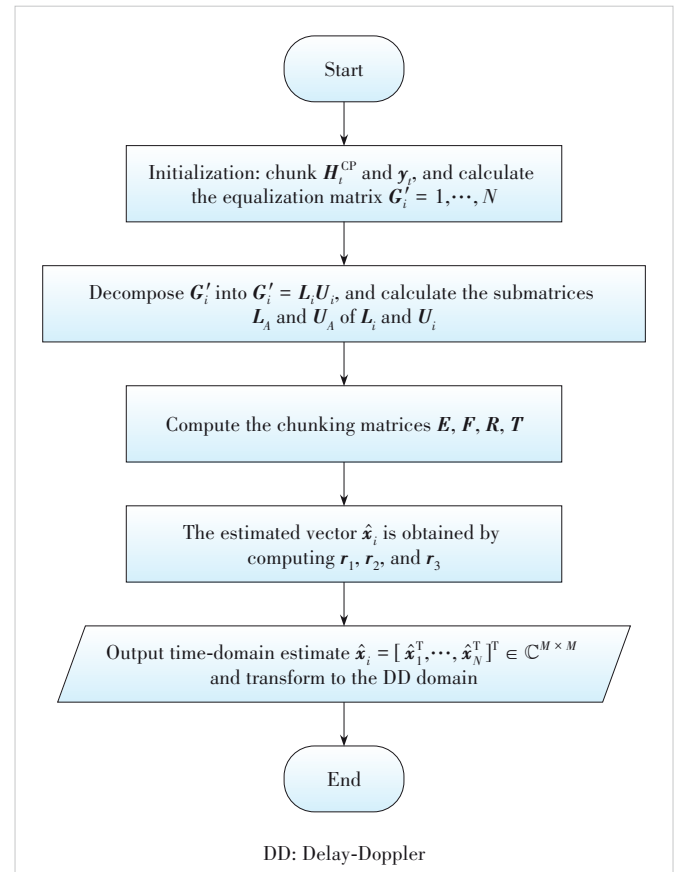 Start
Initialization: chunk H_t^CP and y_t, and calculate
the equalization matrix G′_i = 1,⋯, N
Decompose G′_i into G′_i = L_iU_i, and calculate the submatrices
L_A and U_A of L_i and U_i
Compute the chunking matrices E, F, R, T
The estimated vector x̂_i is obtained by
computing r_1, r_2, and r_3
Output time-domain estimate x̂_i = [ x̂_1^T,⋯, x̂_N^T ]^T ∈ ℂ^{M × M}
and transform to the DD domain
End
DD: Delay-Doppler